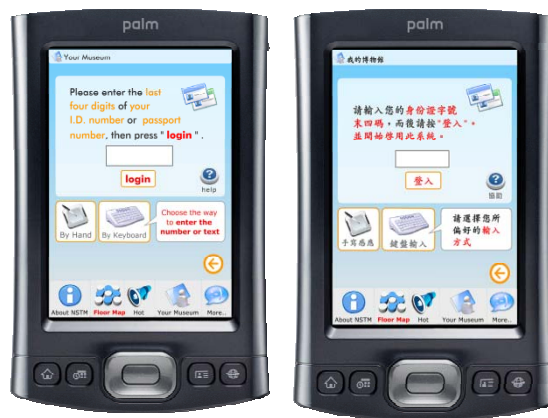 palm
Your Museum
Please enter the last
four digits of your
I.D. number or passport
number, then press " login " .
login
help
By Hand
By Keyboard
Choose the way
to enter the
number or text
About NSTM
Floor Map
Hot
Your Museum
More..
palm
我的博物館
請輸入您的身份證字號
末四碼，而後請按"登入"。
並開始啓用此系統。
登入
協助
手寫感應
鍵盤輸入
請選擇您所
偏好的輸入
方式
About NSTM
Floor Map
Hot
Your Museum
More..